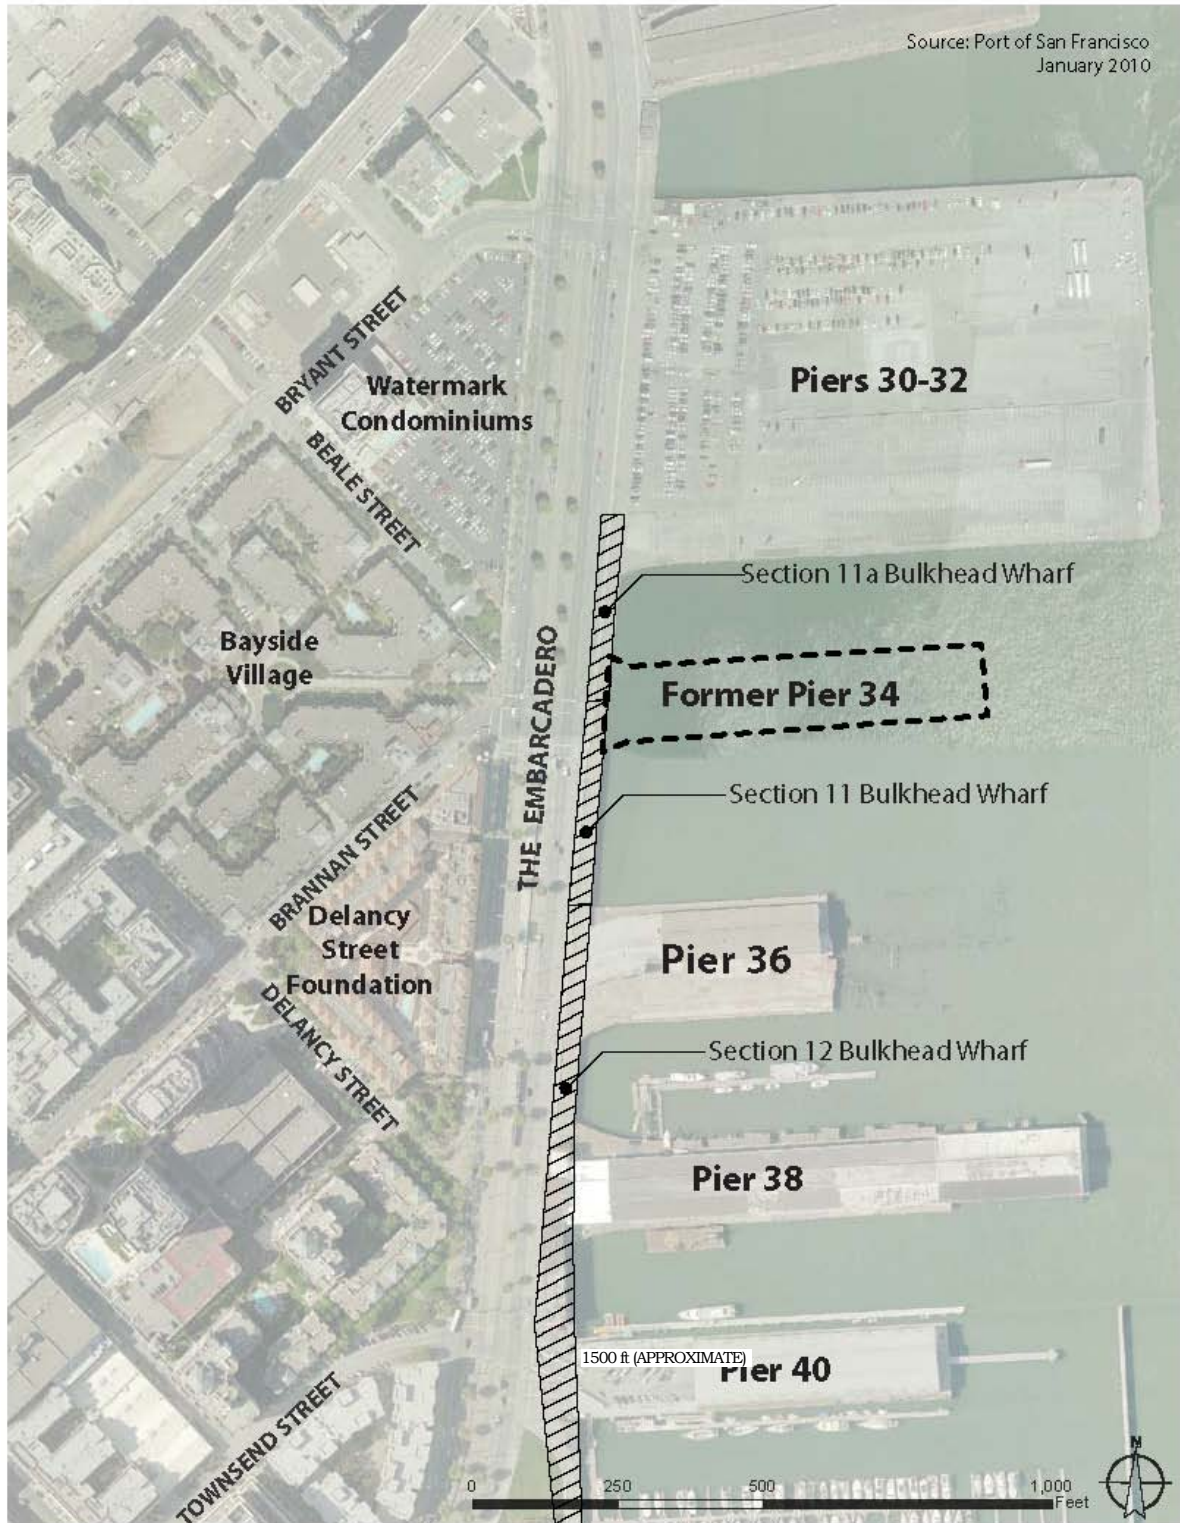 Source: Port of San Francisco
January 2010
BRYANT STREET
Watermark
Condominiums
Piers 30-32
BEALE STREET
Section 11a Bulkhead Wharf
Bayside
Village
THE EMBARCADERO
Former Pier 34
Section 11 Bulkhead Wharf
BRANNAN STREET
Delancy
Street
Foundation
Pier 36
DELANCY STREET
Section 12 Bulkhead Wharf
Pier 38
1500 ft (APPROXIMATE)
Pier 40
TOWNSEND STREET
N
0 250 500 1,000
Feet